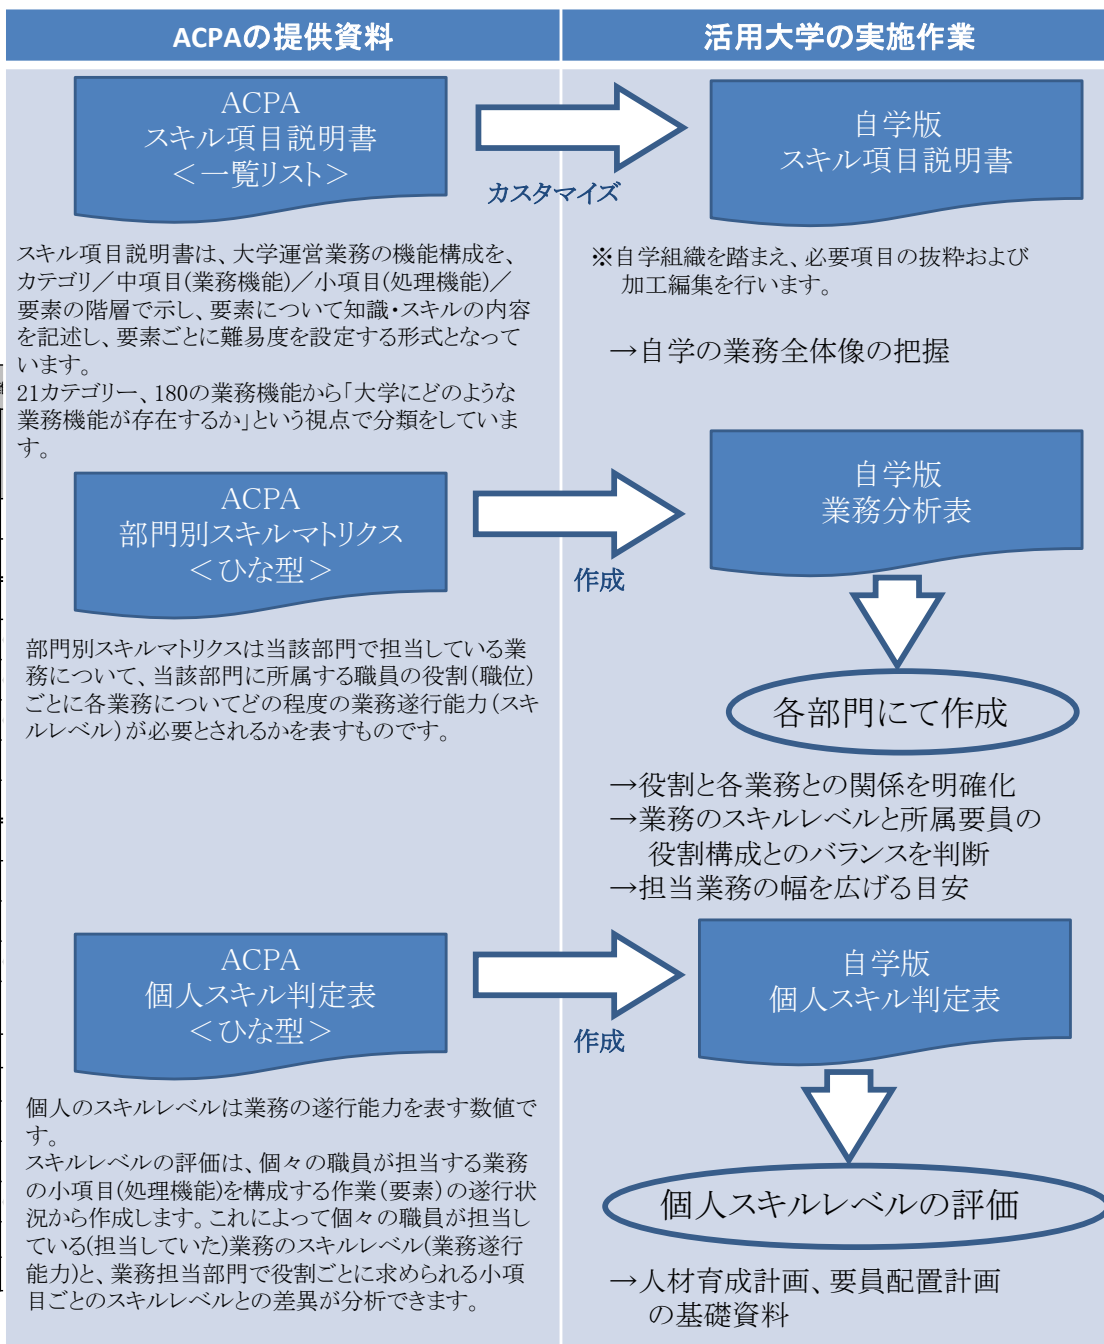 ACPAの提供資料
活用大学の実施作業
ACPA
スキル項目説明書
＜一覧リスト＞
カスタマイズ
自学版
スキル項目説明書
スキル項目説明書は、大学運営業務の機能構成を、
カテゴリ／中項目(業務機能)／小項目(処理機能)／
要素の階層で示し、要素について知識・スキルの内容
を記述し、要素ごとに難易度を設定する形式となって
います。
21カテゴリー、180の業務機能から「大学にどのような
業務機能が存在するか」という視点で分類をしていま
す。
※自学組織を踏まえ、必要項目の抜粋および
加工編集を行います。
→自学の業務全体像の把握
ACPA
部門別スキルマトリクス
＜ひな型＞
作成
自学版
業務分析表
部門別スキルマトリクスは当該部門で担当している業
務について、当該部門に所属する職員の役割(職位)
ごとに各業務についてどの程度の業務遂行能力(スキ
ルレベル)が必要とされるかを表すものです。
各部門にて作成
→役割と各業務との関係を明確化
→業務のスキルレベルと所属要員の
役割構成とのバランスを判断
→担当業務の幅を広げる目安
ACPA
個人スキル判定表
＜ひな型＞
作成
自学版
個人スキル判定表
個人のスキルレベルは業務の遂行能力を表す数値で
す。
スキルレベルの評価は、個々の職員が担当する業務
の小項目(処理機能)を構成する作業(要素)の遂行状
況から作成します。これによって個々の職員が担当し
ている(担当していた)業務のスキルレベル(業務遂行
能力)と、業務担当部門で役割ごとに求められる小項
目ごとのスキルレベルとの差異が分析できます。
個人スキルレベルの評価
→人材育成計画、要員配置計画
の基礎資料